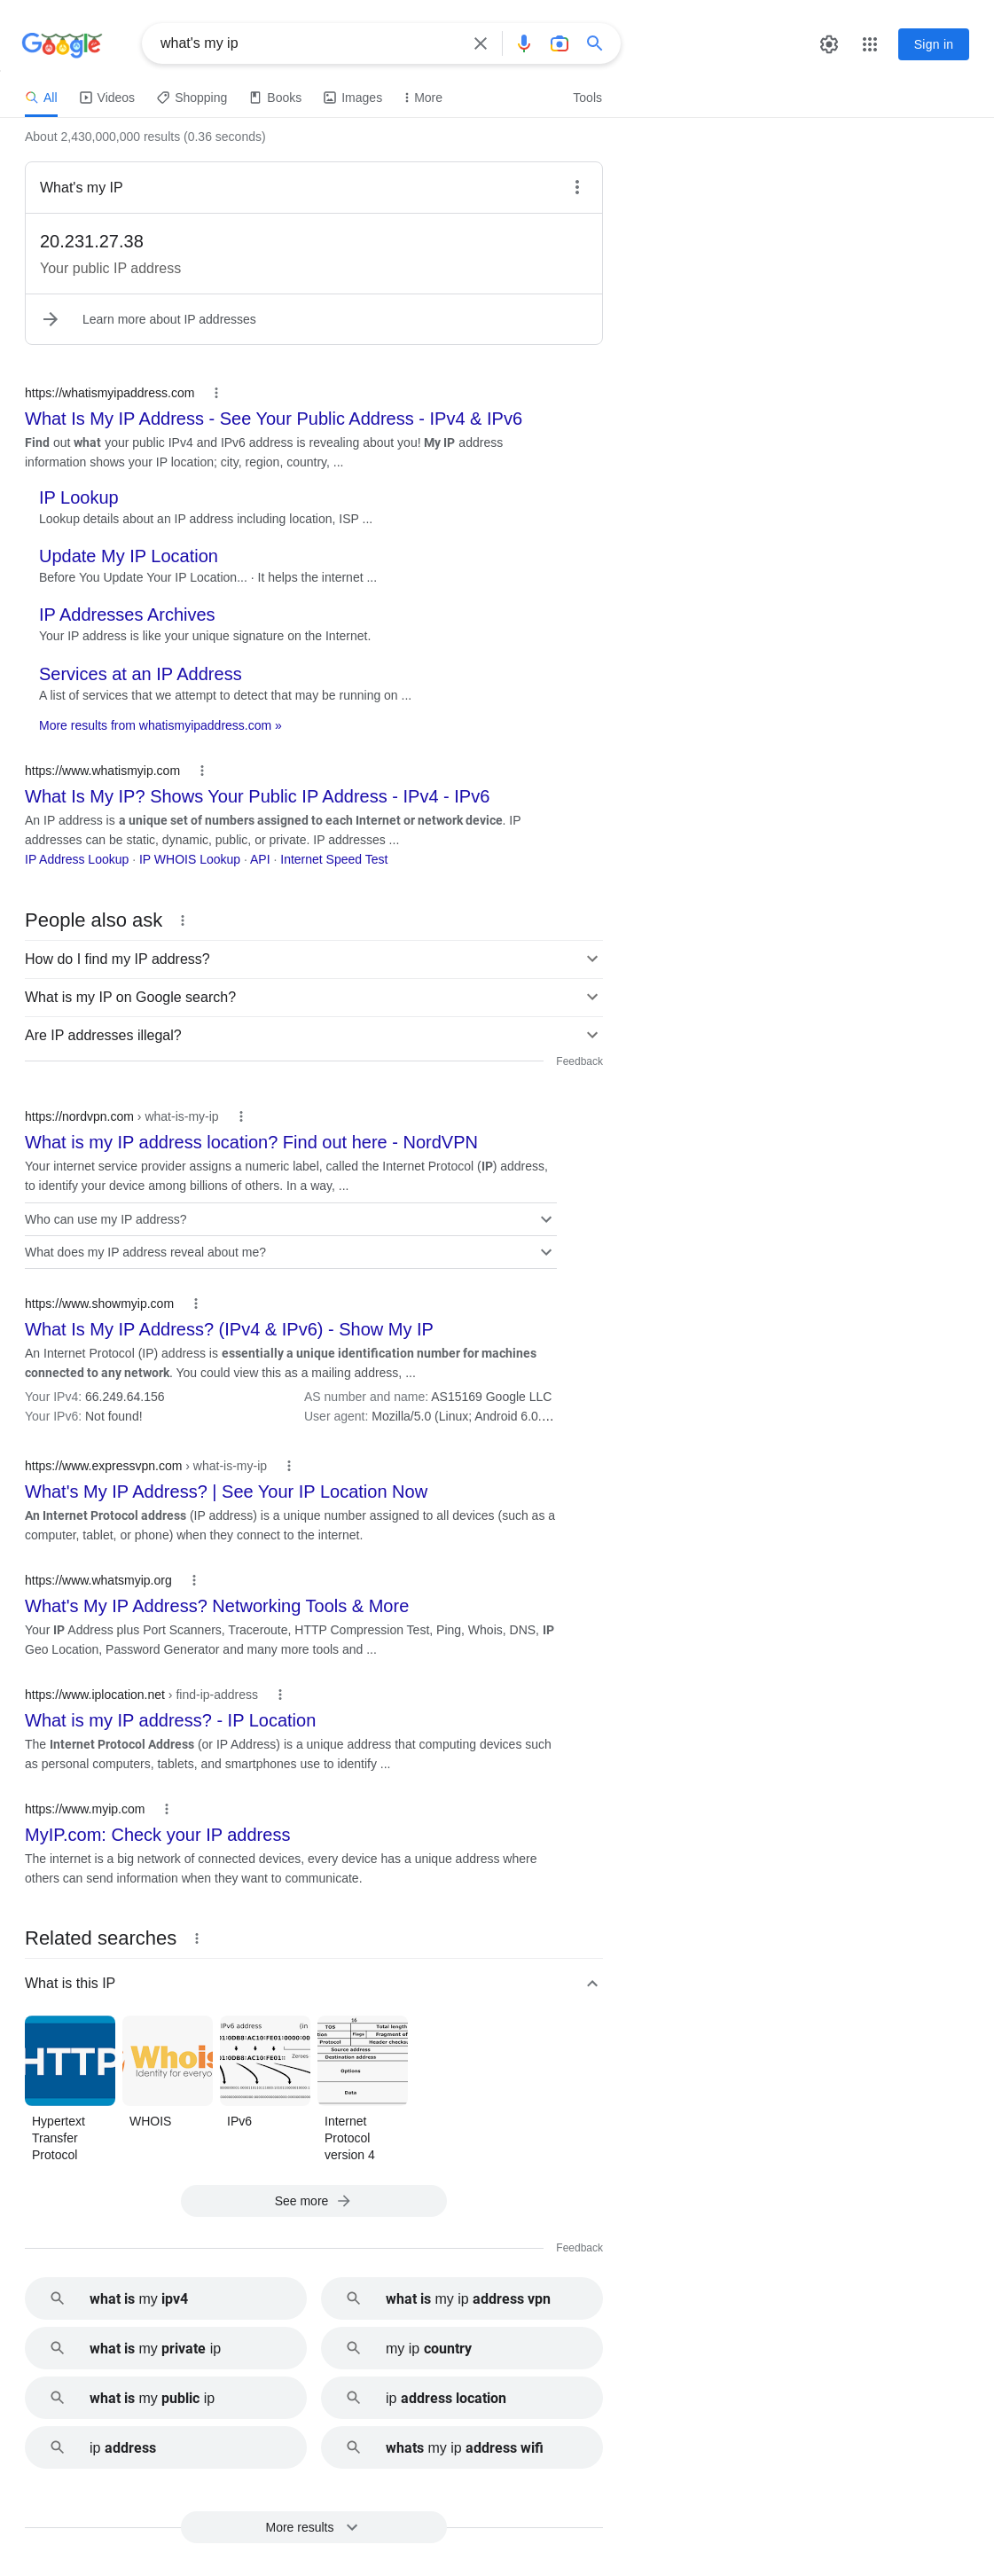 Google
what's my ip
Sign in
All
Videos
Shopping
Books
Images
More
Tools
About 2,430,000,000 results (0.36 seconds)
What's my IP
20.231.27.38
Your public IP address
Learn more about IP addresses
https://whatismyipaddress.com
What Is My IP Address - See Your Public Address - IPv4 & IPv6
Find out what your public IPv4 and IPv6 address is revealing about you! My IP address
information shows your IP location; city, region, country, ...
IP Lookup
Lookup details about an IP address including location, ISP ...
Update My IP Location
Before You Update Your IP Location... · It helps the internet ...
IP Addresses Archives
Your IP address is like your unique signature on the Internet.
Services at an IP Address
A list of services that we attempt to detect that may be running on ...
More results from whatismyipaddress.com »
https://www.whatismyip.com
What Is My IP? Shows Your Public IP Address - IPv4 - IPv6
An IP address is a unique set of numbers assigned to each Internet or network device. IP
addresses can be static, dynamic, public, or private. IP addresses ...
IP Address Lookup · IP WHOIS Lookup · API · Internet Speed Test
People also ask
How do I find my IP address?
What is my IP on Google search?
Are IP addresses illegal?
Feedback
https://nordvpn.com › what-is-my-ip
What is my IP address location? Find out here - NordVPN
Your internet service provider assigns a numeric label, called the Internet Protocol (IP) address,
to identify your device among billions of others. In a way, ...
Who can use my IP address?
What does my IP address reveal about me?
https://www.showmyip.com
What Is My IP Address? (IPv4 & IPv6) - Show My IP
An Internet Protocol (IP) address is essentially a unique identification number for machines
connected to any network. You could view this as a mailing address, ...
Your IPv4: 66.249.64.156
AS number and name: AS15169 Google LLC
Your IPv6: Not found!
User agent: Mozilla/5.0 (Linux; Android 6.0....
https://www.expressvpn.com › what-is-my-ip
What's My IP Address? | See Your IP Location Now
An Internet Protocol address (IP address) is a unique number assigned to all devices (such as a
computer, tablet, or phone) when they connect to the internet.
https://www.whatsmyip.org
What's My IP Address? Networking Tools & More
Your IP Address plus Port Scanners, Traceroute, HTTP Compression Test, Ping, Whois, DNS, IP
Geo Location, Password Generator and many more tools and ...
https://www.iplocation.net › find-ip-address
What is my IP address? - IP Location
The Internet Protocol Address (or IP Address) is a unique address that computing devices such
as personal computers, tablets, and smartphones use to identify ...
https://www.myip.com
MyIP.com: Check your IP address
The internet is a big network of connected devices, every device has a unique address where
others can send information when they want to communicate.
Related searches
What is this IP
HTTP
Whois
Identity for everyo
IPv6 address (in
Zeroes
16
TOS
Flags
Fragment of
Protocol
Header checksu
Source address
Destination address
Options
Data
Hypertext
Transfer
Protocol
WHOIS
IPv6
Internet
Protocol
version 4
See more
Feedback
what is my ipv4
what is my ip address vpn
what is my private ip
my ip country
what is my public ip
ip address location
ip address
whats my ip address wifi
More results